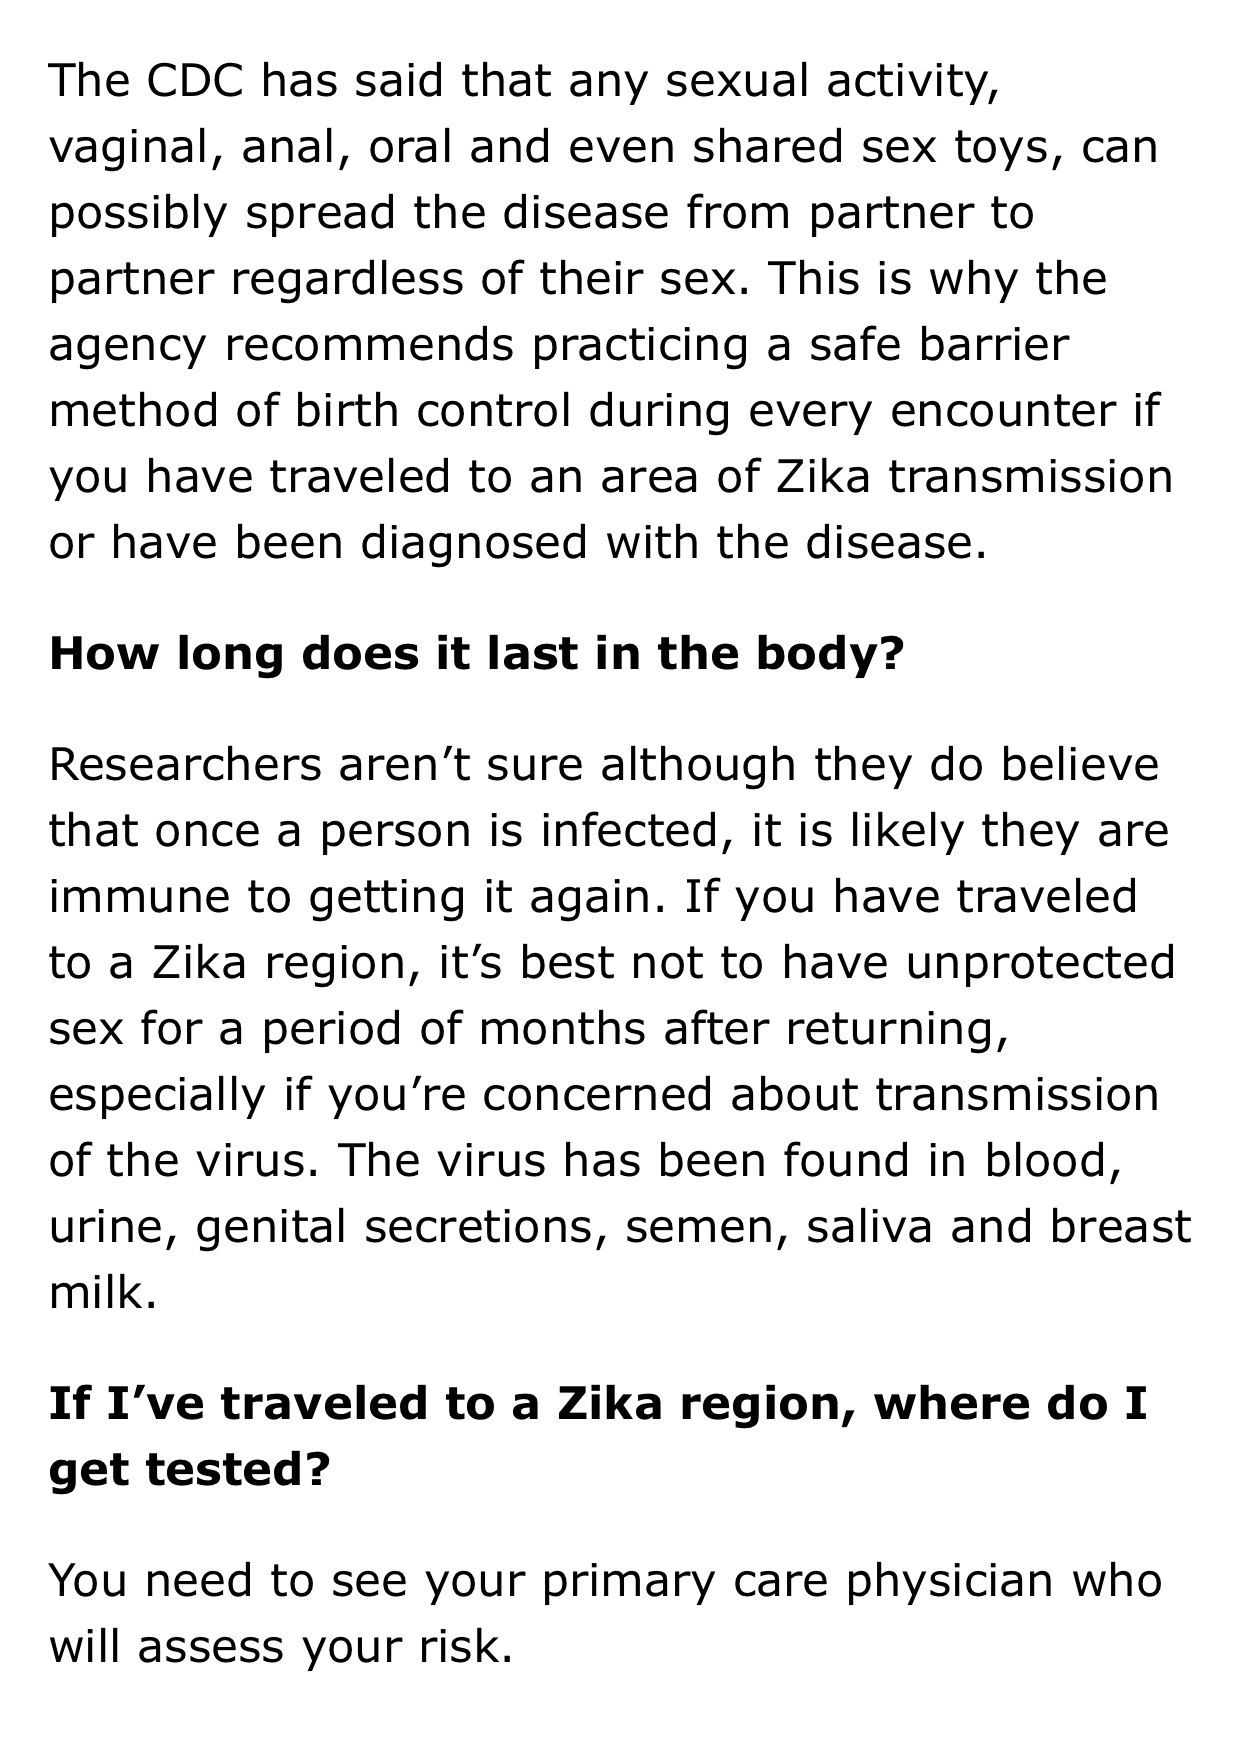 The CDC has said that any sexual activity,
vaginal, anal, oral and even shared sex toys, can
possibly spread the disease from partner to
partner regardless of their sex. This is why the
agency recommends practicing a safe barrier
method of birth control during every encounter if
you have traveled to an area of Zika transmission
or have been diagnosed with the disease.
How long does it last in the body?
Researchers aren’t sure although they do believe
that once a person is infected, it is likely they are
immune to getting it again. If you have traveled
to a Zika region, it’s best not to have unprotected
sex for a period of months after returning,
especially if you’re concerned about transmission
of the virus. The virus has been found in blood,
urine, genital secretions, semen, saliva and breast
milk.
If I’ve traveled to a Zika region, where do I
get tested?
You need to see your primary care physician who
will assess your risk.